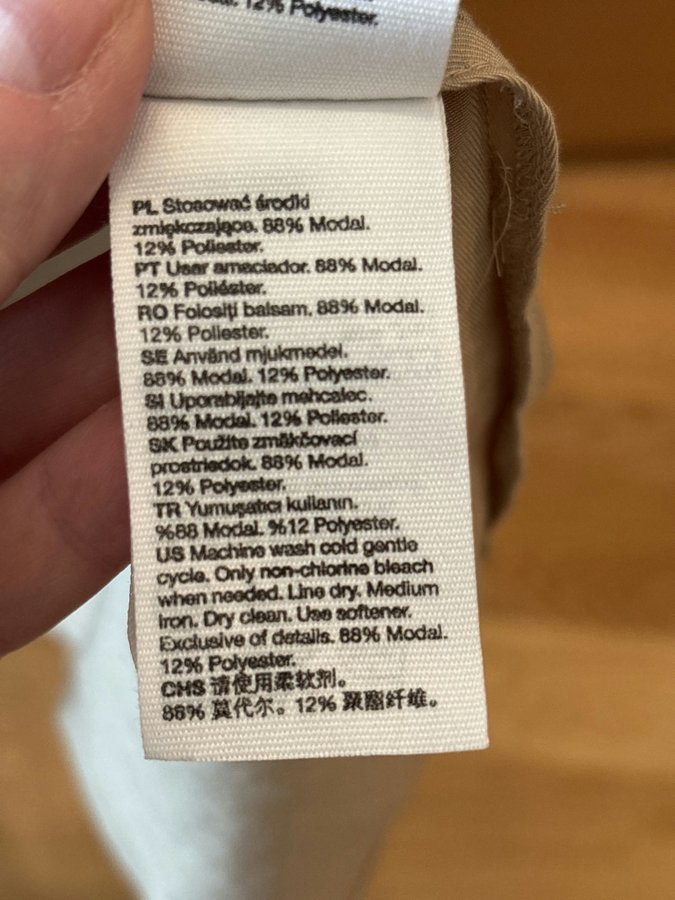 12% Polyester.
PL Stosować środki
zmiękczające. 88% Modal.
12% Poliester.
PT Usar amaciador. 88% Modal.
12% Poliéster.
RO Folosiți balsam. 88% Modal.
12% Poliester.
SE Använd mjukmedel.
88% Modal. 12% Polyester.
SI Uporabljajte mehčalec.
88% Modal. 12% Poliester.
SK Použite zmäkčovací
prostriedok. 88% Modal.
12% Polyester.
TR Yumuşatıcı kullanın.
%88 Modal. %12 Polyester.
US Machine wash cold gentle
cycle. Only non-chlorine bleach
when needed. Line dry. Medium
iron. Dry clean. Use softener.
Exclusive of details. 88% Modal.
12% Polyester.
CHS 请使用柔软剂。
88% 莫代尔。12% 聚酯纤维。